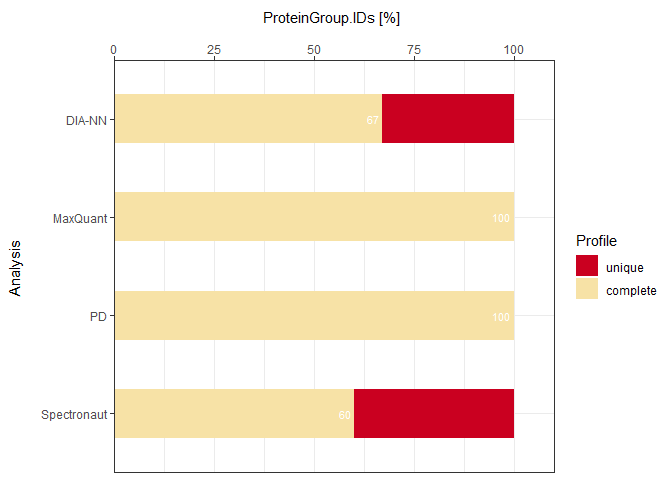 ProteinGroup.IDs [%]
0 25 50 75 100
DIA-NN 67
MaxQuant 100
PD 100
Spectronaut 60
Analysis
Profile
unique
complete